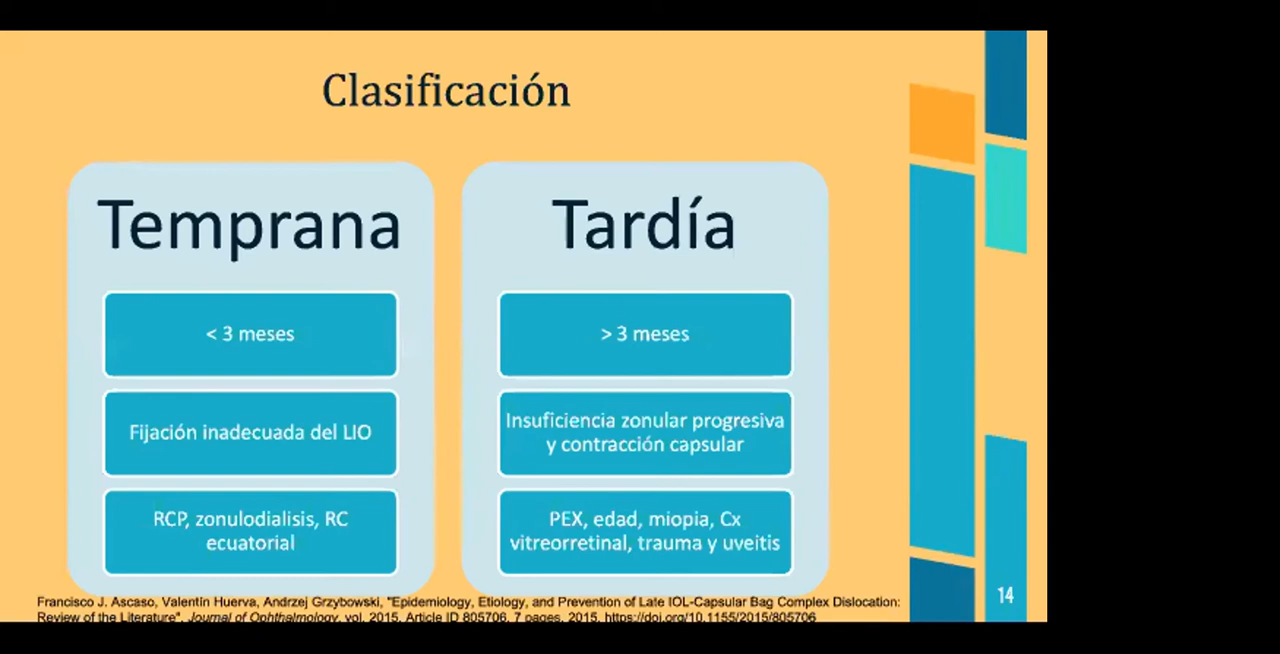 Clasificación
Temprana
< 3 meses
Fijación inadecuada del LIO
RCP, zonulodialisis, RC
ecuatorial
Tardía
> 3 meses
Insuficiencia zonular progresiva
y contracción capsular
PEX, edad, miopia, Cx
vitreorretinal, trauma y uveitis
Francisco J. Ascaso, Valentín Huerva, Andrzej Grzybowski, "Epidemiology, Etiology, and Prevention of Late IOL-Capsular Bag Complex Dislocation:
Review of the Literature", Journal of Ophthalmology, vol. 2015, Article ID 805706, 7 pages, 2015. https://doi.org/10.1155/2015/805706
14